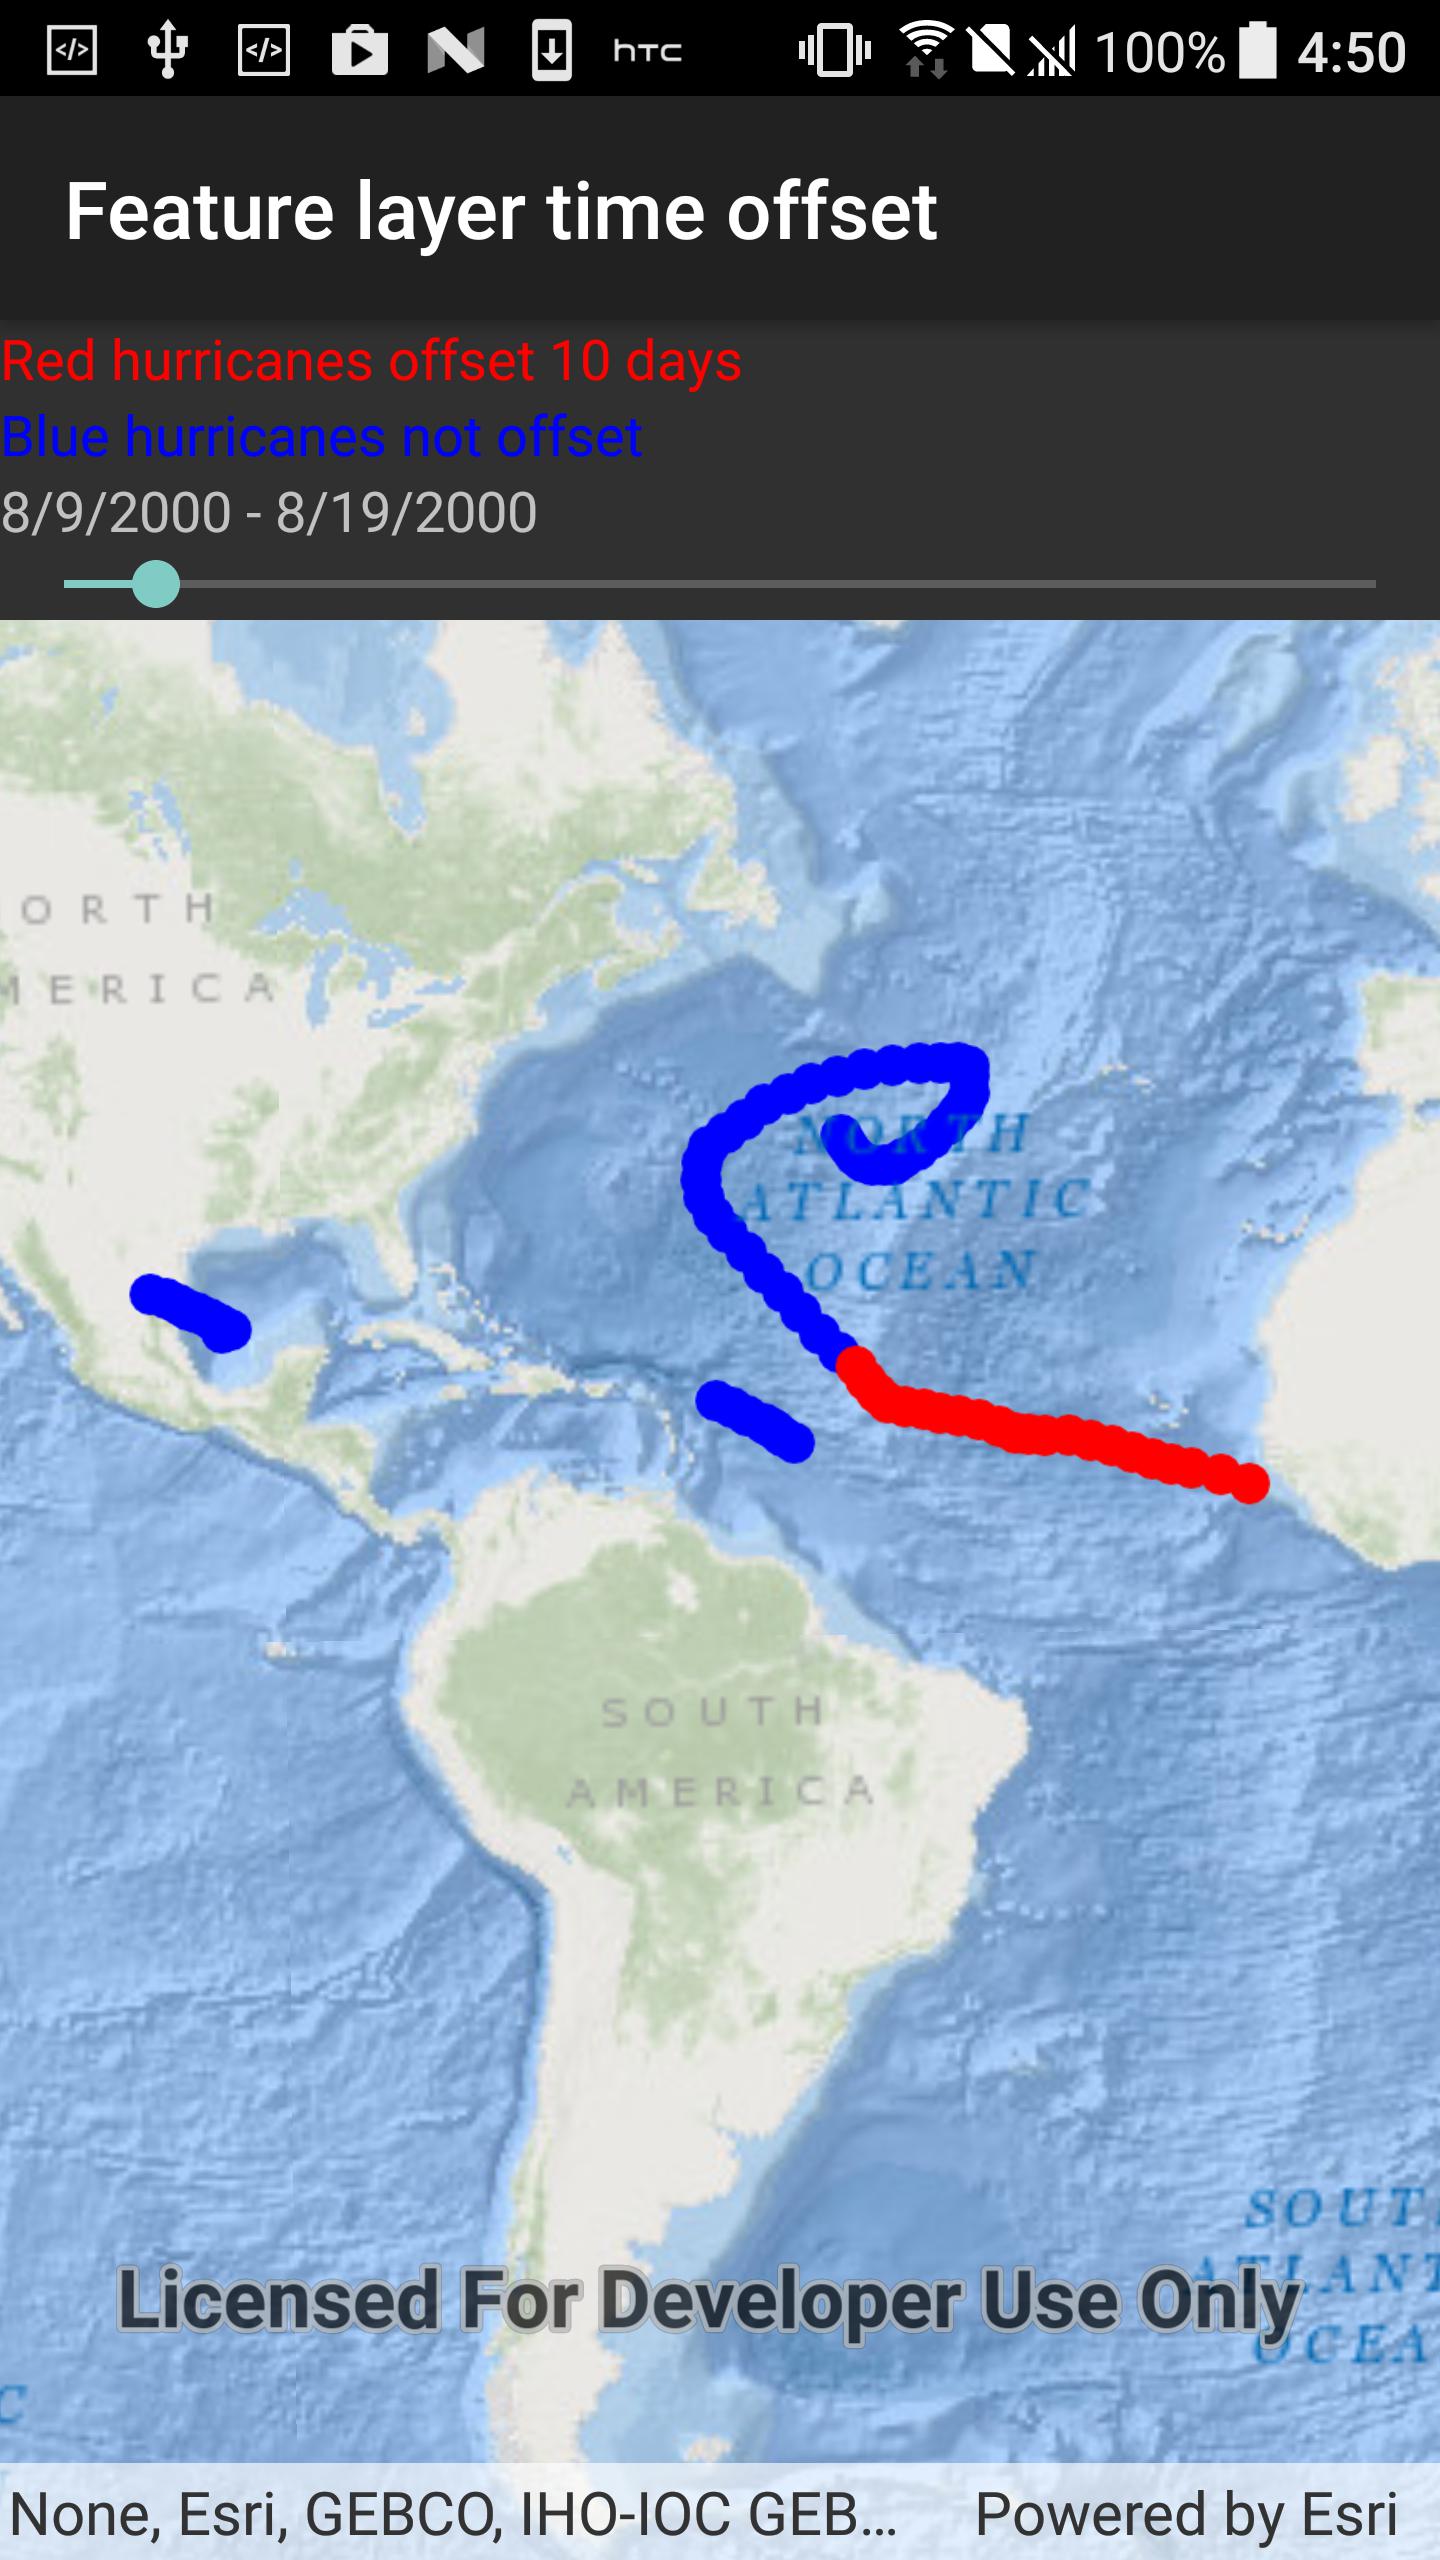 hTC 100% 4:50
Feature layer time offset
Red hurricanes offset 10 days
Blue hurricanes not offset
8/9/2000 - 8/19/2000
ORTH
MERICA
NORTH
ATLANTIC
OCEAN
SOUTH
AMERICA
SOUT
ATLANT
OCEA
Licensed For Developer Use Only
C
None, Esri, GEBCO, IHO-IOC GEB... Powered by Esri